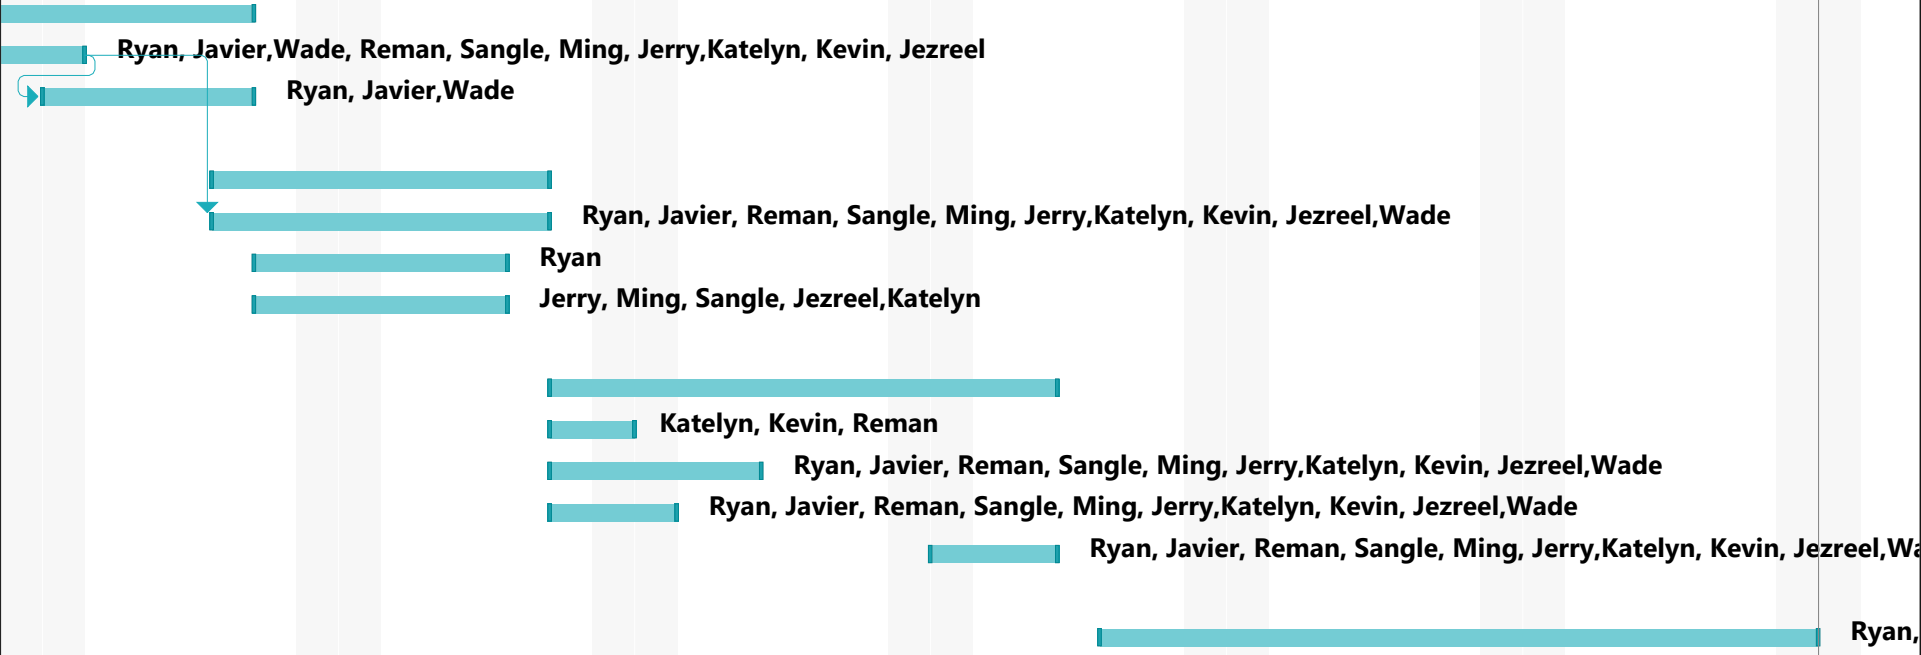 Ryan, Javier,Wade, Reman, Sangle, Ming, Jerry,Katelyn, Kevin, Jezreel
Ryan, Javier,Wade
Ryan, Javier, Reman, Sangle, Ming, Jerry,Katelyn, Kevin, Jezreel,Wade
Ryan
Jerry, Ming, Sangle, Jezreel,Katelyn
Katelyn, Kevin, Reman
Ryan, Javier, Reman, Sangle, Ming, Jerry,Katelyn, Kevin, Jezreel,Wade
Ryan, Javier, Reman, Sangle, Ming, Jerry,Katelyn, Kevin, Jezreel,Wade
Ryan, Javier, Reman, Sangle, Ming, Jerry,Katelyn, Kevin, Jezreel,
Ryan,